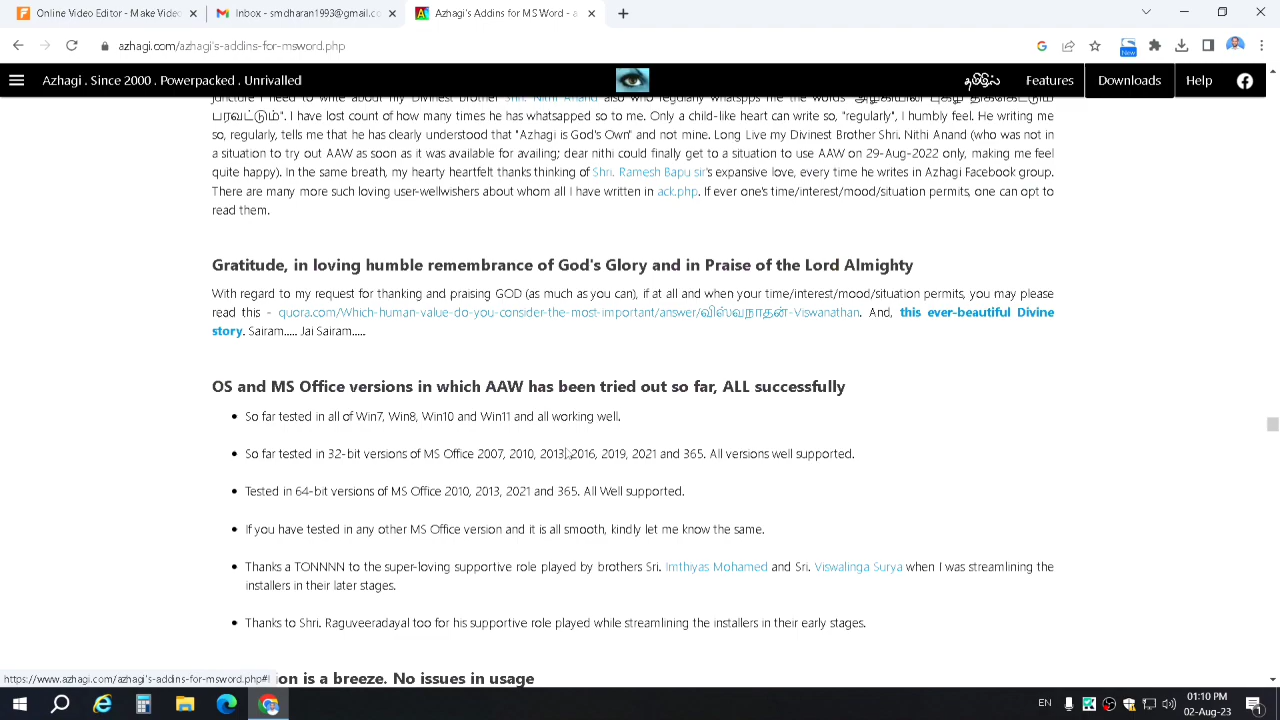 Online Video Editor - Make Video
Inbox - smdharan1993@gmail.co
Azhagi's Addins for MS Word - a
azhagi.com/azhagi's-addins-for-msword.php
New
Azhagi . Since 2000 . Powerpacked . Unrivalled
தமிழில்
Features
Downloads
Help
juncture I need to write about my Divinest brother Shri. Nithi Anand also who regularly whatspps me the words "அழகியின் புகழ் திக்கெட்டும்
பரவட்டும்". I have lost count of how many times he has whatsapped so to me. Only a child-like heart can write so, "regularly", I humbly feel. He writing me
so, regularly, tells me that he has clearly understood that "Azhagi is God's Own" and not mine. Long Live my Divinest Brother Shri. Nithi Anand (who was not in
a situation to try out AAW as soon as it was available for availing; dear nithi could finally get to a situation to use AAW on 29-Aug-2022 only, making me feel
quite happy). In the same breath, my hearty heartfelt thanks thinking of Shri. Ramesh Bapu sir's expansive love, every time he writes in Azhagi Facebook group.
There are many more such loving user-wellwishers about whom all I have written in ack.php. If ever one's time/interest/mood/situation permits, one can opt to
read them.
Gratitude, in loving humble remembrance of God's Glory and in Praise of the Lord Almighty
With regard to my request for thanking and praising GOD (as much as you can), if at all and when your time/interest/mood/situation permits, you may please
read this - quora.com/Which-human-value-do-you-consider-the-most-important/answer/விஸ்வநாதன்-Viswanathan. And, this ever-beautiful Divine
story. Sairam..... Jai Sairam.....
OS and MS Office versions in which AAW has been tried out so far, ALL successfully
• So far tested in all of Win7, Win8, Win10 and Win11 and all working well.
• So far tested in 32-bit versions of MS Office 2007, 2010, 2013, 2016, 2019, 2021 and 365. All versions well supported.
• Tested in 64-bit versions of MS Office 2010, 2013, 2021 and 365. All Well supported.
• If you have tested in any other MS Office version and it is all smooth, kindly let me know the same.
• Thanks a TONNNN to the super-loving supportive role played by brothers Sri. Imthiyas Mohamed and Sri. Viswalinga Surya when I was streamlining the
installers in their later stages.
• Thanks to Shri. Raguveeradayal too for his supportive role played while streamlining the installers in their early stages.
on is a breeze. No issues in usage
https://www.azhagi.com/azhagi's-addins-for-msword.php#!
EN
01:10 PM
02-Aug-23
1